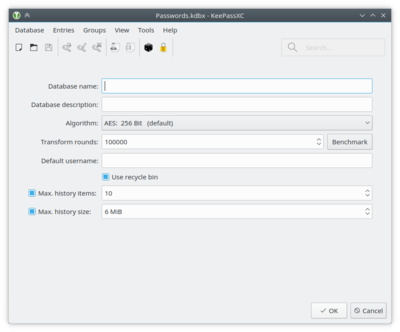 Passwords.kdbx - KeePassXC
Database Entries Groups View Tools Help
Search...
Database name:
Database description:
Algorithm: AES: 256 Bit (default)
Transform rounds: 100000 Benchmark
Default username:
Use recycle bin
Max. history items: 10
Max. history size: 6 MiB
OK Cancel